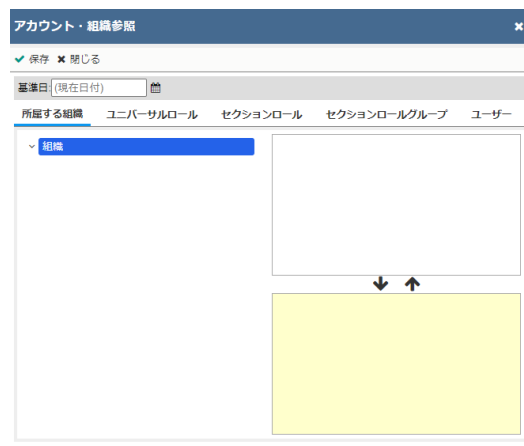 アカウント・組織参照
保存 閉じる
基準日:(現在日付)
所属する組織 ユニバーサルロール セクションロール セクションロールグループ ユーザー
組織